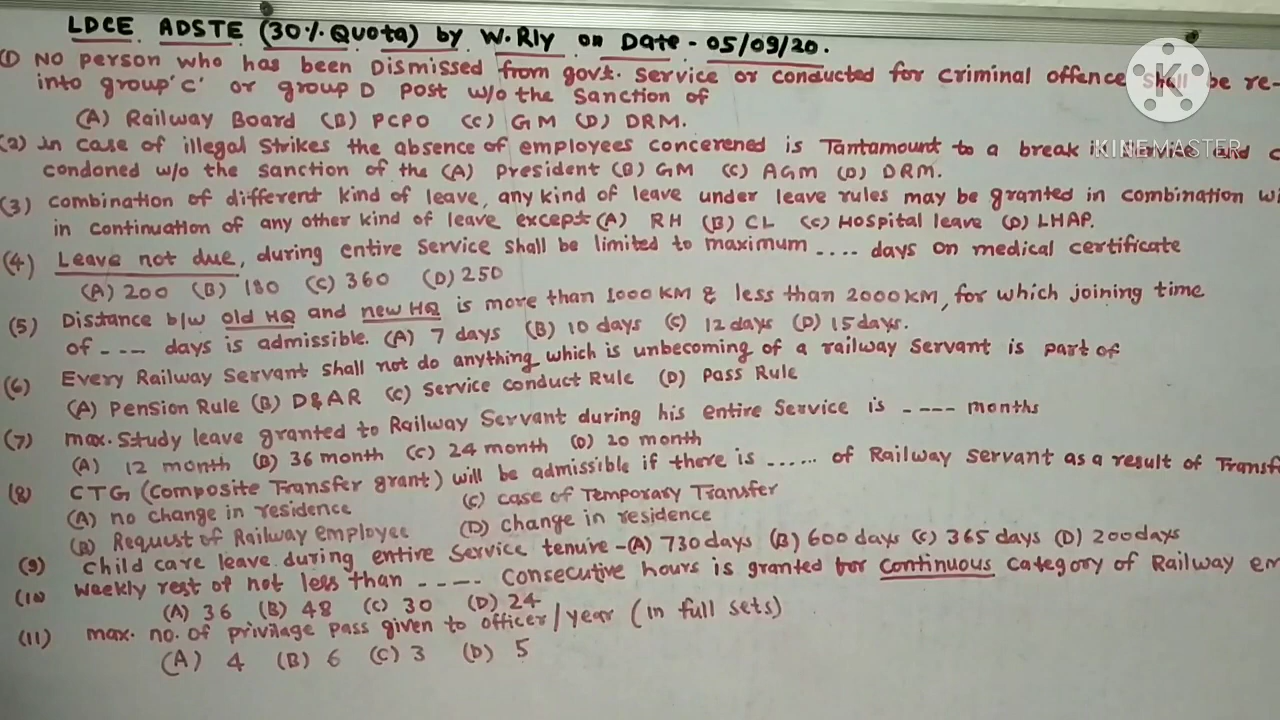 LDCE ADSTE (30% Quota) by W.Rly on Date - 05/09/20.
(1) No person who has been Dismissed from govt. service or conducted for criminal offence shall be re-
into group 'c' or group D post w/o the sanction of
(A) Railway Board (B) PCPO (C) GM (D) DRM.
(2) In case of illegal Strikes the absence of employees concerened is Tantamount to a break in
KINEMASTER
condoned w/o the sanction of the (A) President (B) GM (C) AGM (D) DRM.
(3) combination of different kind of leave, any kind of leave under leave rules may be granted in combination
in continuation of any other kind of leave except (A) RH (B) CL (C) Hospital leave (D) LHAP.
(4) Leave not due, during entire service shall be limited to maximum .... days on medical certificate
(A) 200 (B) 180 (C) 360 (D) 250
(5) Distance b/w old HQ and new HQ is more than 1000 KM & less than 2000 KM, for which joining time
of ---- days is admissible. (A) 7 days (B) 10 days (C) 12 days (D) 15 days.
(6) Every Railway Servant shall not do anything which is unbecoming of a railway servant is part of
(A) Pension Rule (B) D&AR (C) Service conduct Rule (D) Pass Rule
(7) max. Study leave granted to Railway Servant during his entire Service is ---- months
(A) 12 month (B) 36 month (C) 24 month (D) 20 month
(8) CTG (Composite Transfer grant) will be admissible if there is ...... of Railway servant as a result of Transf
(A) no change in residence (C) case of Temporary Transfer
(B) Request of Railway employee (D) change in residence
(9) child care leave during entire Service tenure - (A) 730 days (B) 600 days (C) 365 days (D) 200 days
(10) weekly rest of not less than ----- consecutive hours is granted for continuous category of Railway em
(A) 36 (B) 48 (C) 30 (D) 24
(11) max. no. of privilage pass given to officer/year (in full sets)
(A) 4 (B) 6 (C) 3 (D) 5